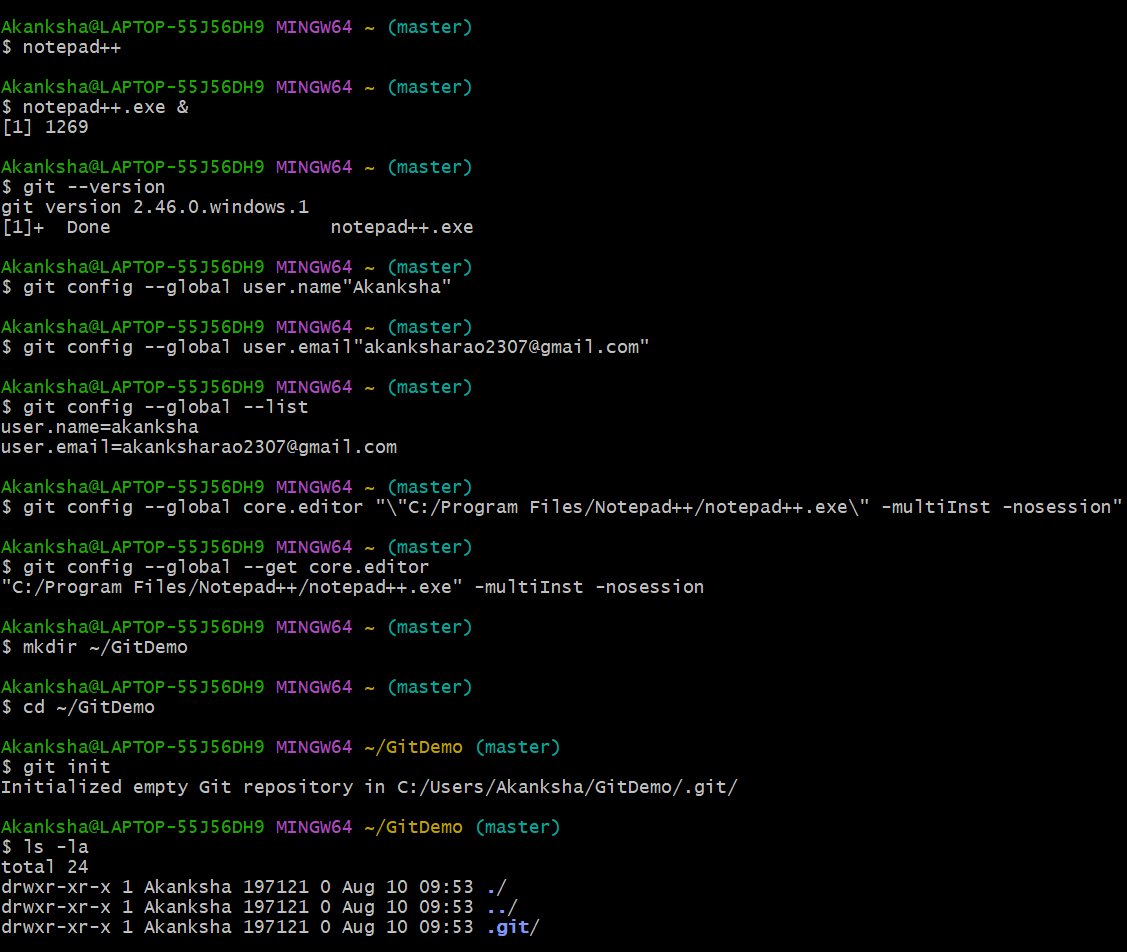 Akanksha@LAPTOP-55J56DH9 MINGW64 ~ (master)
$ notepad++
Akanksha@LAPTOP-55J56DH9 MINGW64 ~ (master)
$ notepad++.exe &
[1] 1269
Akanksha@LAPTOP-55J56DH9 MINGW64 ~ (master)
$ git --version
git version 2.46.0.windows.1
[1]+  Done                    notepad++.exe
Akanksha@LAPTOP-55J56DH9 MINGW64 ~ (master)
$ git config --global user.name"Akanksha"
Akanksha@LAPTOP-55J56DH9 MINGW64 ~ (master)
$ git config --global user.email"akanksharao2307@gmail.com"
Akanksha@LAPTOP-55J56DH9 MINGW64 ~ (master)
$ git config --global --list
user.name=akanksha
user.email=akanksharao2307@gmail.com
Akanksha@LAPTOP-55J56DH9 MINGW64 ~ (master)
$ git config --global core.editor "\"C:/Program Files/Notepad++/notepad++.exe\" -multiInst -nosession"
Akanksha@LAPTOP-55J56DH9 MINGW64 ~ (master)
$ git config --global --get core.editor
"C:/Program Files/Notepad++/notepad++.exe" -multiInst -nosession
Akanksha@LAPTOP-55J56DH9 MINGW64 ~ (master)
$ mkdir ~/GitDemo
Akanksha@LAPTOP-55J56DH9 MINGW64 ~ (master)
$ cd ~/GitDemo
Akanksha@LAPTOP-55J56DH9 MINGW64 ~/GitDemo (master)
$ git init
Initialized empty Git repository in C:/Users/Akanksha/GitDemo/.git/
Akanksha@LAPTOP-55J56DH9 MINGW64 ~/GitDemo (master)
$ ls -la
total 24
drwxr-xr-x 1 Akanksha 197121 0 Aug 10 09:53 ./
drwxr-xr-x 1 Akanksha 197121 0 Aug 10 09:53 ../
drwxr-xr-x 1 Akanksha 197121 0 Aug 10 09:53 .git/